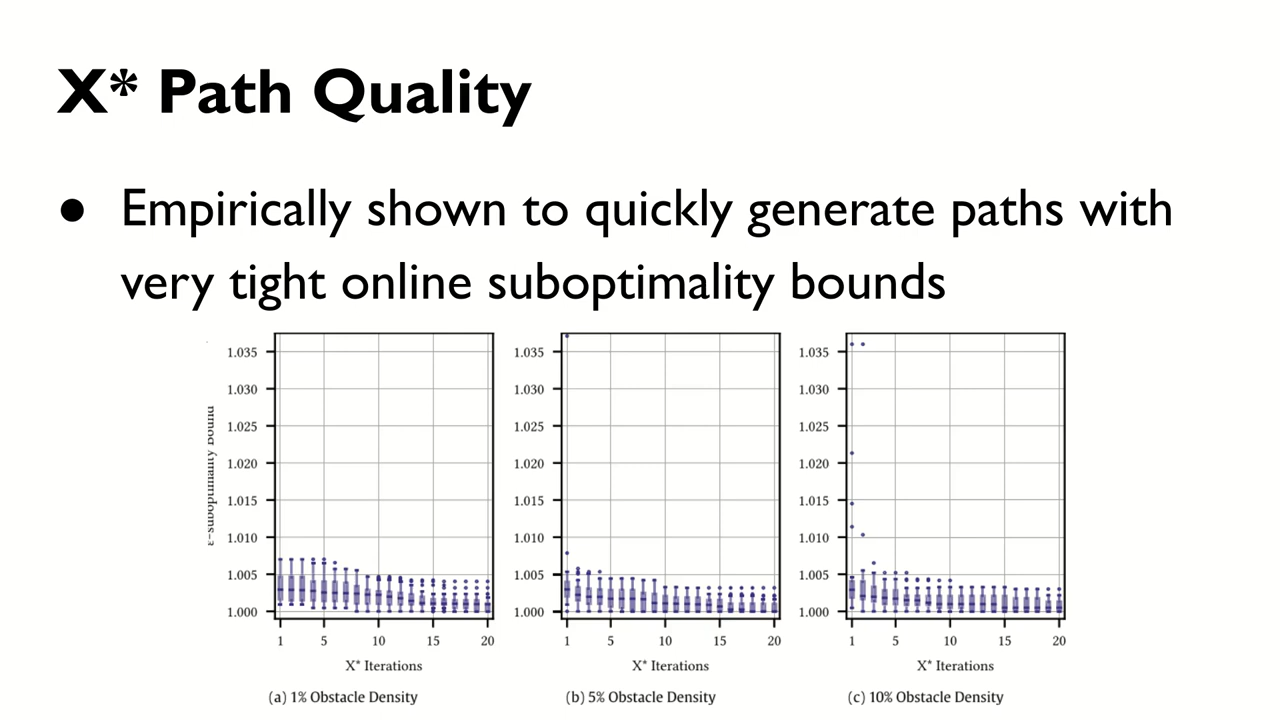 X* Path Quality
● Empirically shown to quickly generate paths with
very tight online suboptimality bounds
ε-suboptimality Bound
1.035
1.030
1.025
1.020
1.015
1.010
1.005
1.000
1 5 10 15 20
X* Iterations
(a) 1% Obstacle Density
1.035
1.030
1.025
1.020
1.015
1.010
1.005
1.000
1 5 10 15 20
X* Iterations
(b) 5% Obstacle Density
1.035
1.030
1.025
1.020
1.015
1.010
1.005
1.000
1 5 10 15 20
X* Iterations
(c) 10% Obstacle Density